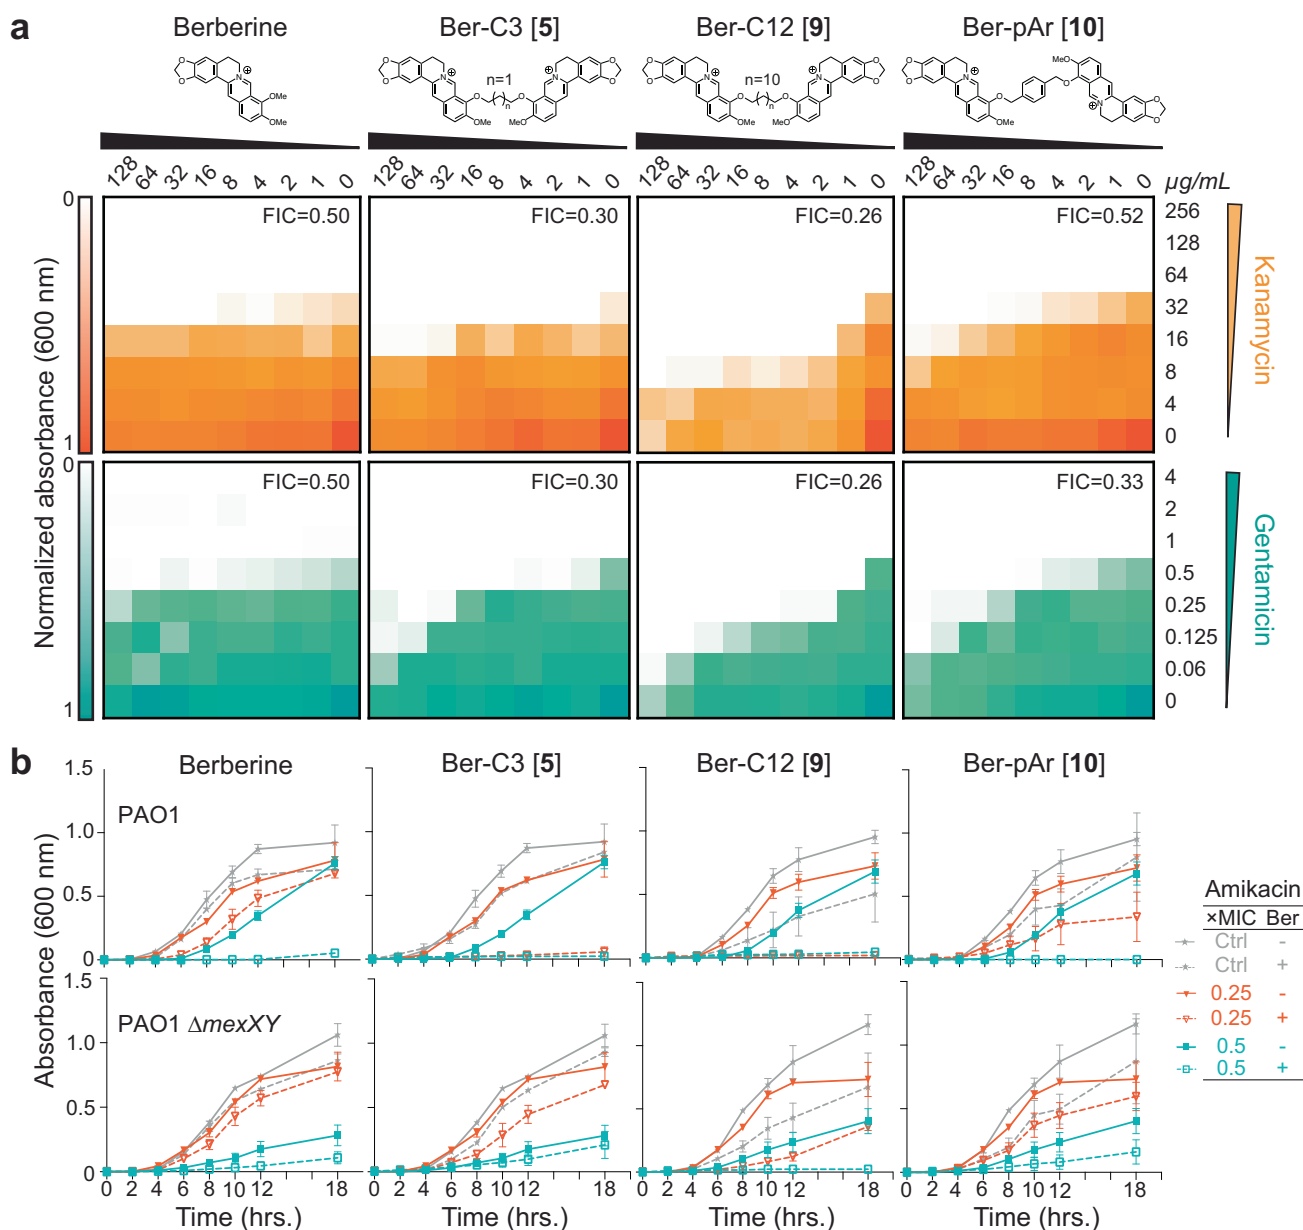 a
Berberine
Ber-C3 [5]
Ber-C12 [9]
Ber-pAr [10]
O
O
N
⊕
OMe
OMe
O
O
N
⊕
n=1
O
n
O
OMe
MeO
N
⊕
O
O
O
O
N
⊕
n=10
O
n
O
OMe
MeO
N
⊕
O
O
O
O
N
⊕
O
OMe
MeO
O
N
⊕
O
O
128 64 32 16 8 4 2 1 0
128 64 32 16 8 4 2 1 0
128 64 32 16 8 4 2 1 0
128 64 32 16 8 4 2 1 0
µg/mL
Normalized absorbance (600 nm)
0
1
FIC=0.50
FIC=0.30
FIC=0.26
FIC=0.52
256
128
64
32
16
8
4
0
Kanamycin
0
1
FIC=0.50
FIC=0.30
FIC=0.26
FIC=0.33
4
2
1
0.5
0.25
0.125
0.06
0
Gentamicin
b
Berberine
Ber-C3 [5]
Ber-C12 [9]
Ber-pAr [10]
Absorbance (600 nm)
1.5
1.0
0.5
0
PAO1
1.5
1.0
0.5
0
PAO1 ΔmexXY
0 2 4 6 8 10 12 18
0 2 4 6 8 10 12 18
0 2 4 6 8 10 12 18
0 2 4 6 8 10 12 18
Time (hrs.)
Time (hrs.)
Time (hrs.)
Time (hrs.)
Amikacin
×MIC Ber
Ctrl -
Ctrl +
0.25 -
0.25 +
0.5 -
0.5 +